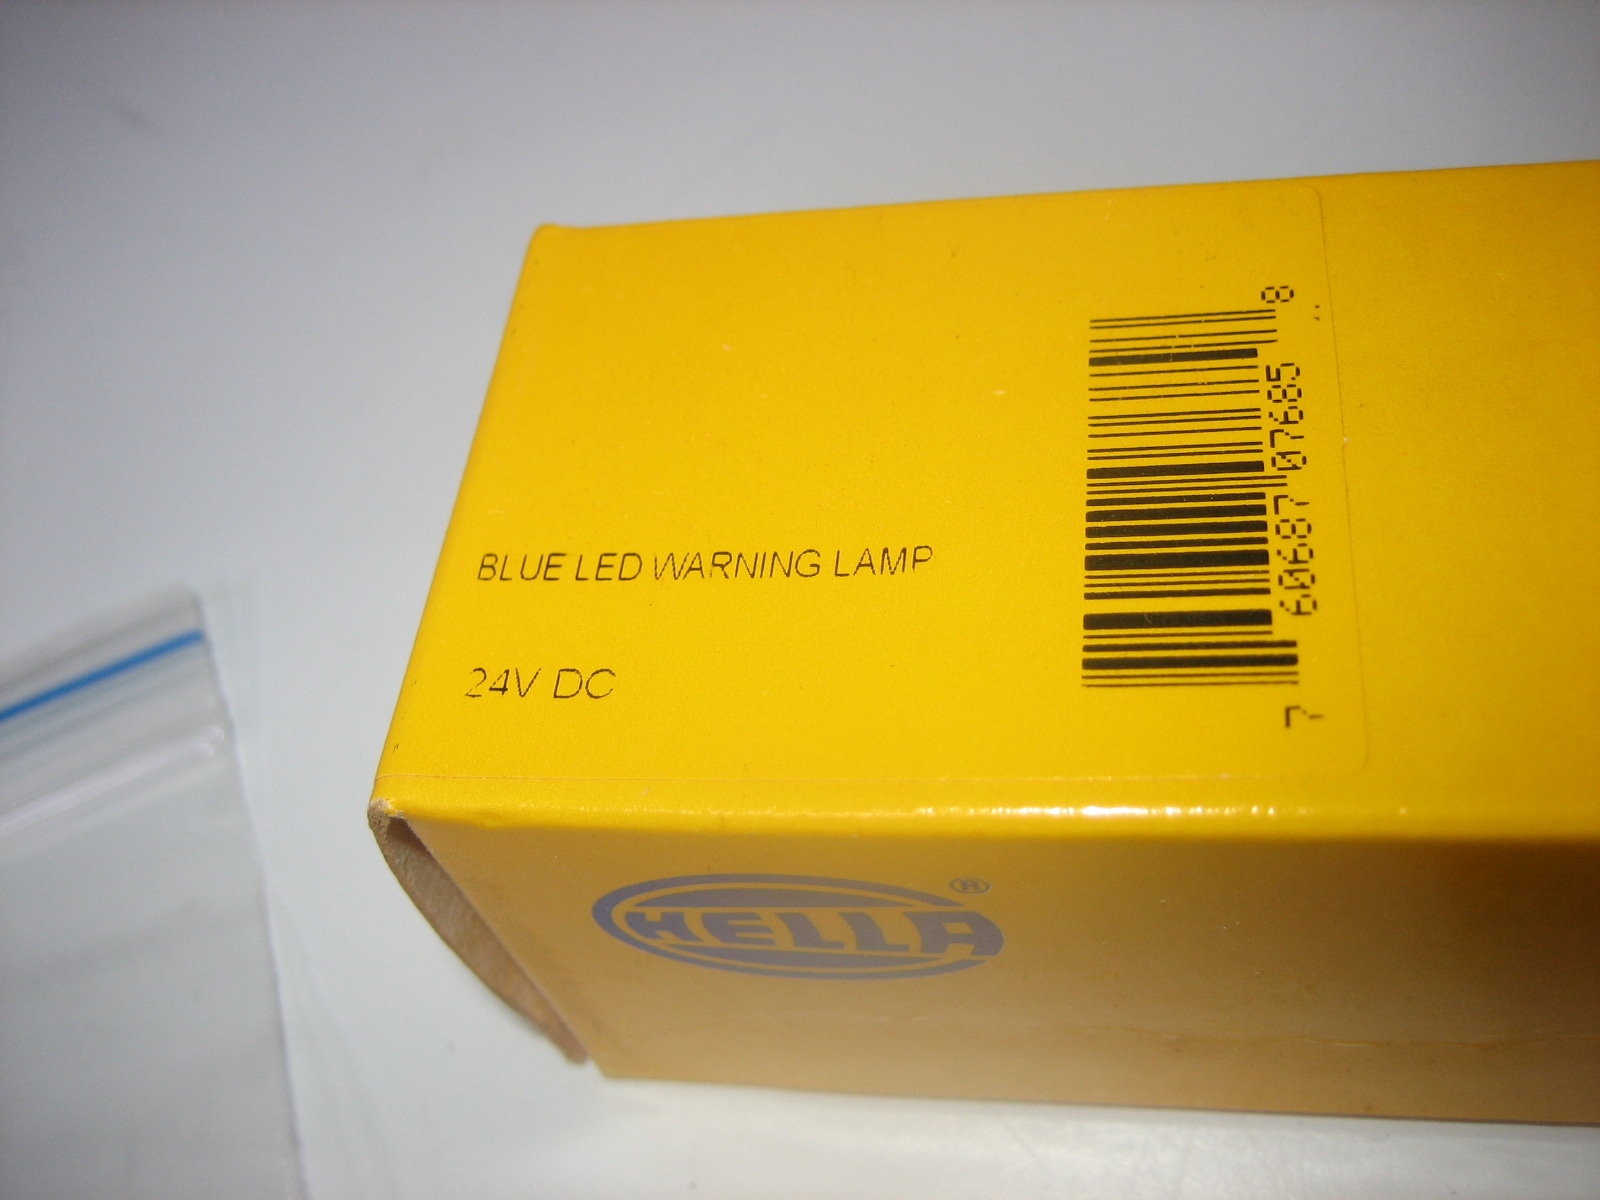 BLUE LED WARNING LAMP
24V DC
7 60687 07685 8
HELLA®